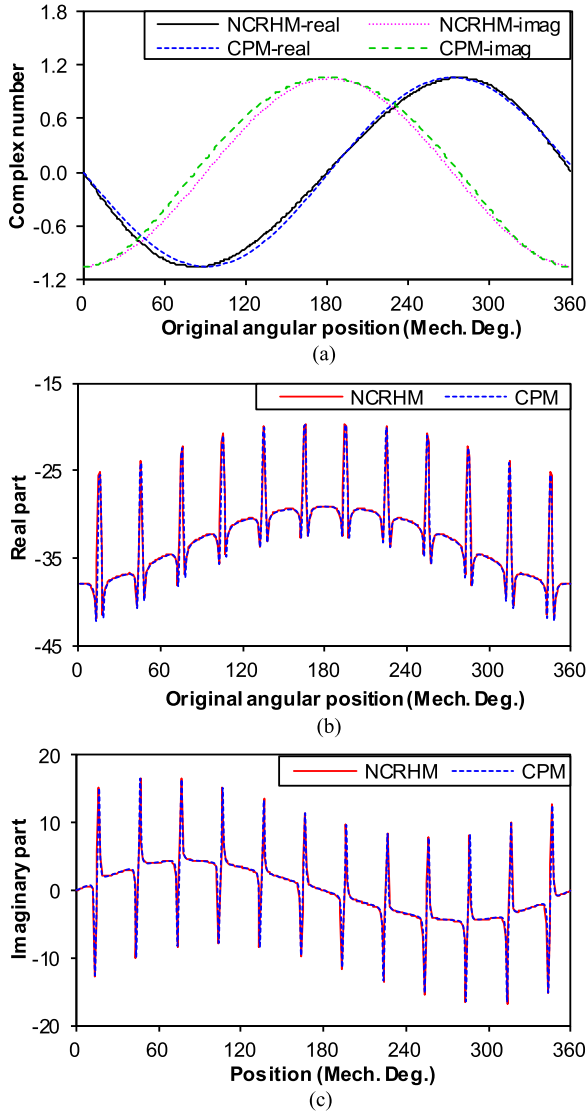 NCRHM-real NCRHM-imag
CPM-real CPM-imag
Complex number
1.2
0.6
0.0
-0.6
-1.2
0 60 120 180 240 300 360
Original angular position (Mech. Deg.)
(a)
NCRHM CPM
Real part
-15
-25
-35
-45
0 60 120 180 240 300 360
Original angular position (Mech. Deg.)
(b)
NCRHM CPM
Imaginary part
20
10
0
-10
-20
0 60 120 180 240 300 360
Position (Mech. Deg.)
(c)